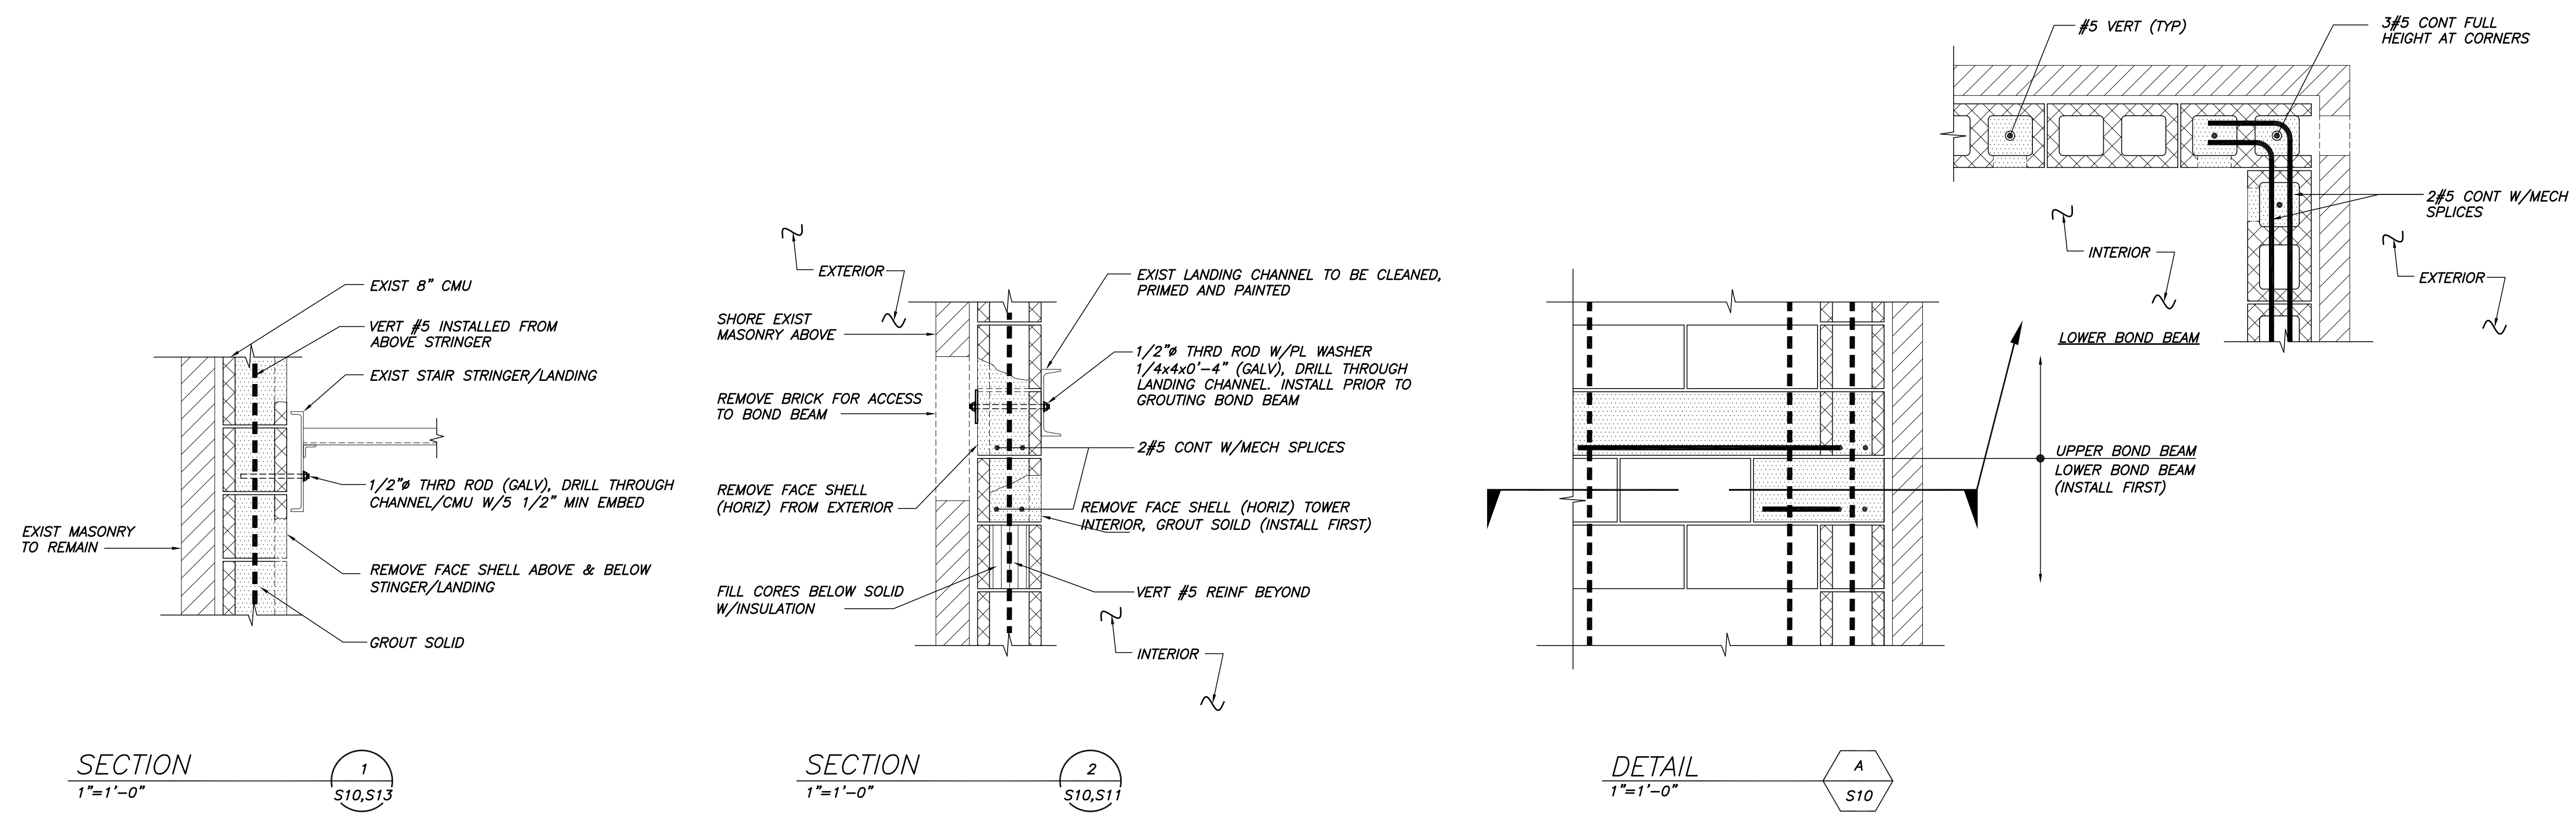 EXIST 8" CMU
VERT #5 INSTALLED FROM
ABOVE STRINGER
EXIST STAIR STRINGER/LANDING
1/2"ø THRD ROD (GALV), DRILL THROUGH
CHANNEL/CMU W/5 1/2" MIN EMBED
EXIST MASONRY
TO REMAIN
REMOVE FACE SHELL ABOVE & BELOW
STINGER/LANDING
GROUT SOLID
SECTION
1"=1'-0"
1
S10,S13
EXTERIOR
SHORE EXIST
MASONRY ABOVE
REMOVE BRICK FOR ACCESS
TO BOND BEAM
REMOVE FACE SHELL
(HORIZ) FROM EXTERIOR
FILL CORES BELOW SOLID
W/INSULATION
EXIST LANDING CHANNEL TO BE CLEANED,
PRIMED AND PAINTED
1/2"ø THRD ROD W/PL WASHER
1/4x4x0'-4" (GALV), DRILL THROUGH
LANDING CHANNEL. INSTALL PRIOR TO
GROUTING BOND BEAM
2#5 CONT W/MECH SPLICES
REMOVE FACE SHELL (HORIZ) TOWER
INTERIOR, GROUT SOILD (INSTALL FIRST)
VERT #5 REINF BEYOND
INTERIOR
SECTION
1"=1'-0"
2
S10,S11
#5 VERT (TYP)
3#5 CONT FULL
HEIGHT AT CORNERS
2#5 CONT W/MECH
SPLICES
INTERIOR
EXTERIOR
LOWER BOND BEAM
UPPER BOND BEAM
LOWER BOND BEAM
(INSTALL FIRST)
DETAIL
1"=1'-0"
A
S10